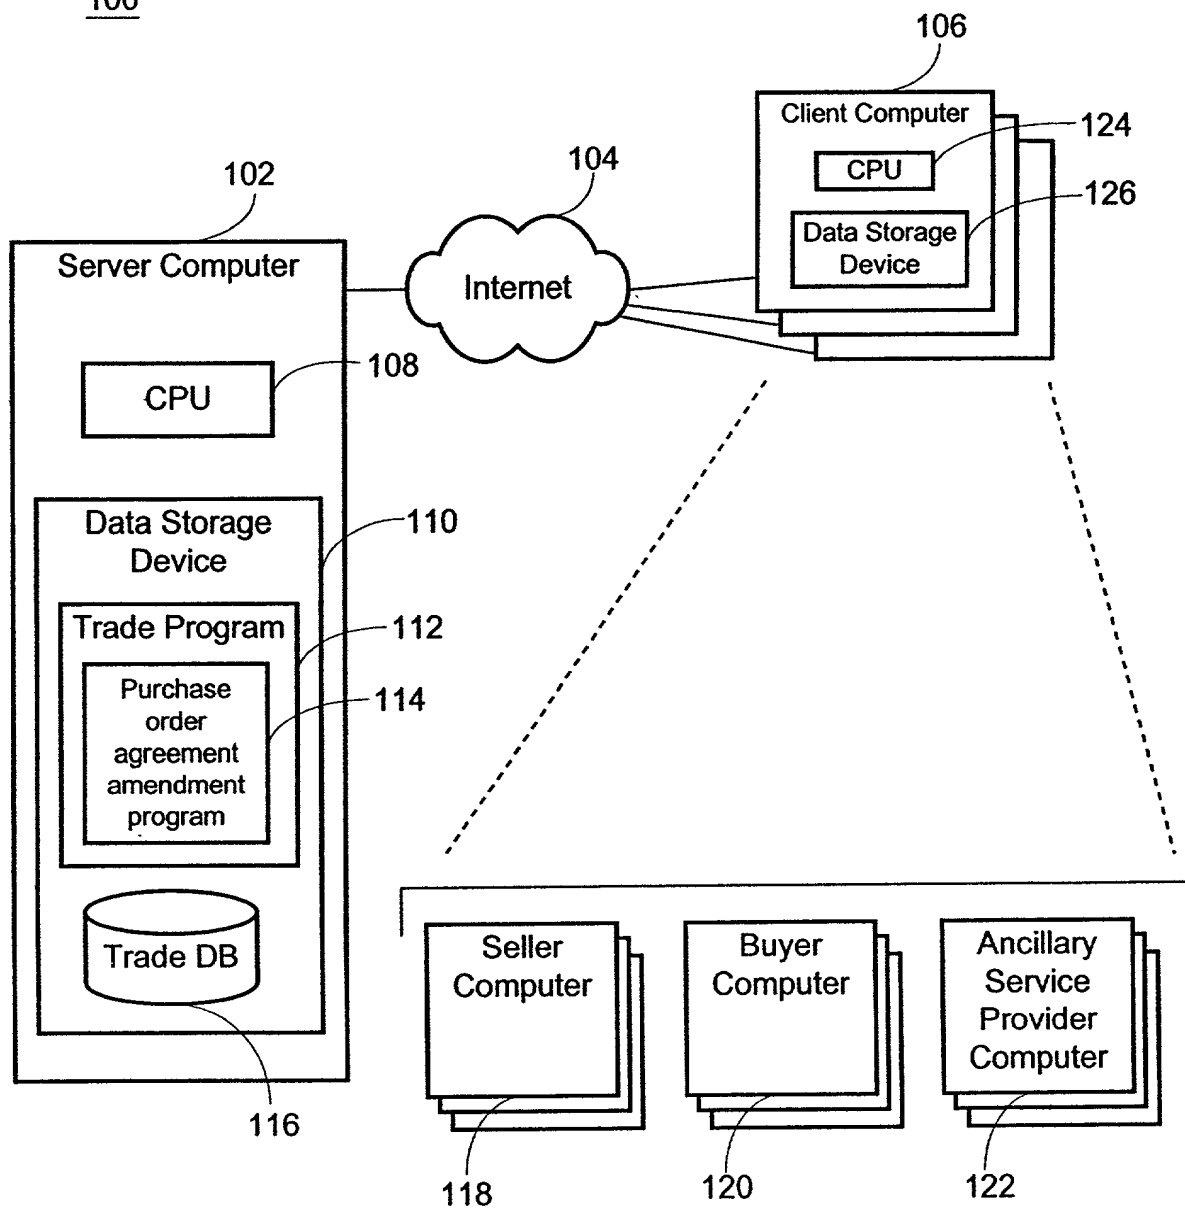 106
Client Computer
124
CPU
126
Data Storage
Device
104
Internet
102
Server Computer
108
CPU
Data Storage
Device
110
Trade Program
112
Purchase
order
agreement
amendment
program
114
Trade DB
116
Seller
Computer
118
Buyer
Computer
120
Ancillary
Service
Provider
Computer
122